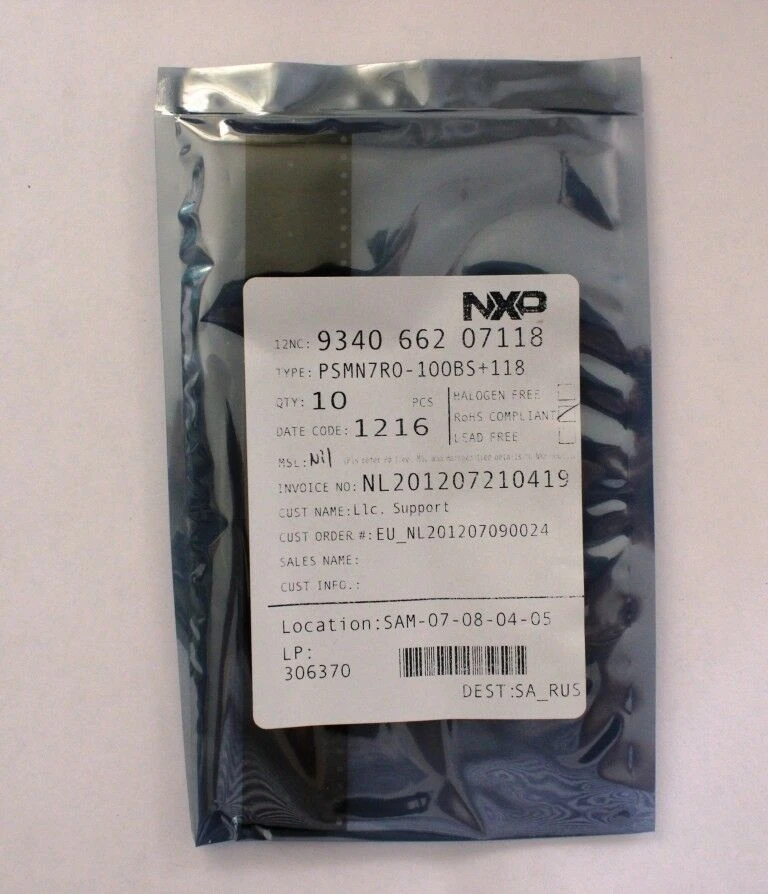 NXP
12NC: 9340 662 07118
TYPE: PSMN7R0-100BS+118
QTY: 10 PCS
HALOGEN FREE
DATE CODE: 1216
RoHS COMPLIANT
LEAD FREE
MSL: Nil
INVOICE NO: NL201207210419
CUST NAME:Llc. Support
CUST ORDER #:EU_NL201207090024
SALES NAME:
CUST INFO.:
Location:SAM-07-08-04-05
LP:
306370
DEST:SA_RUS